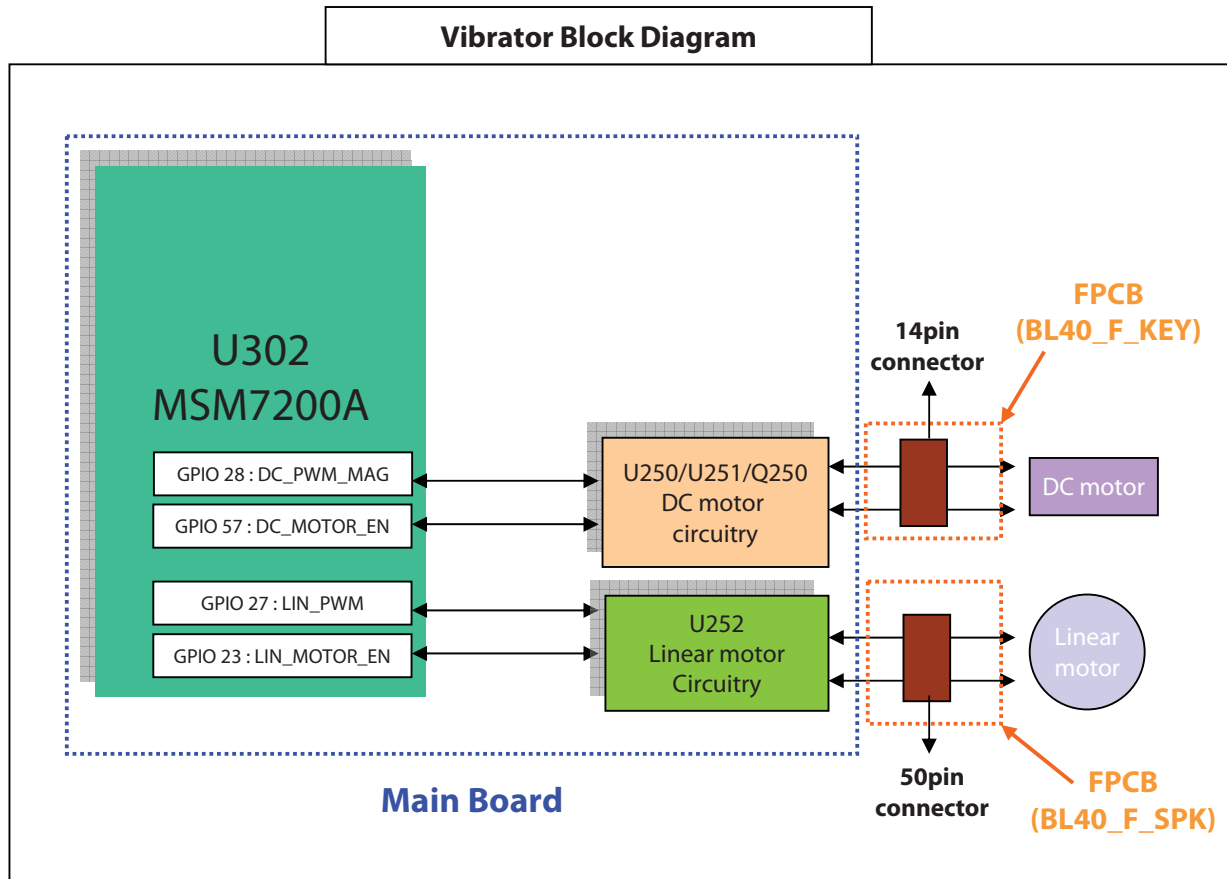 Vibrator Block Diagram
U302
MSM7200A
GPIO 28 : DC_PWM_MAG
GPIO 57 : DC_MOTOR_EN
GPIO 27 : LIN_PWM
GPIO 23 : LIN_MOTOR_EN
U250/U251/Q250
DC motor
circuitry
U252
Linear motor
Circuitry
14pin
connector
FPCB
(BL40_F_KEY)
DC motor
Linear
motor
50pin
connector
FPCB
(BL40_F_SPK)
Main Board